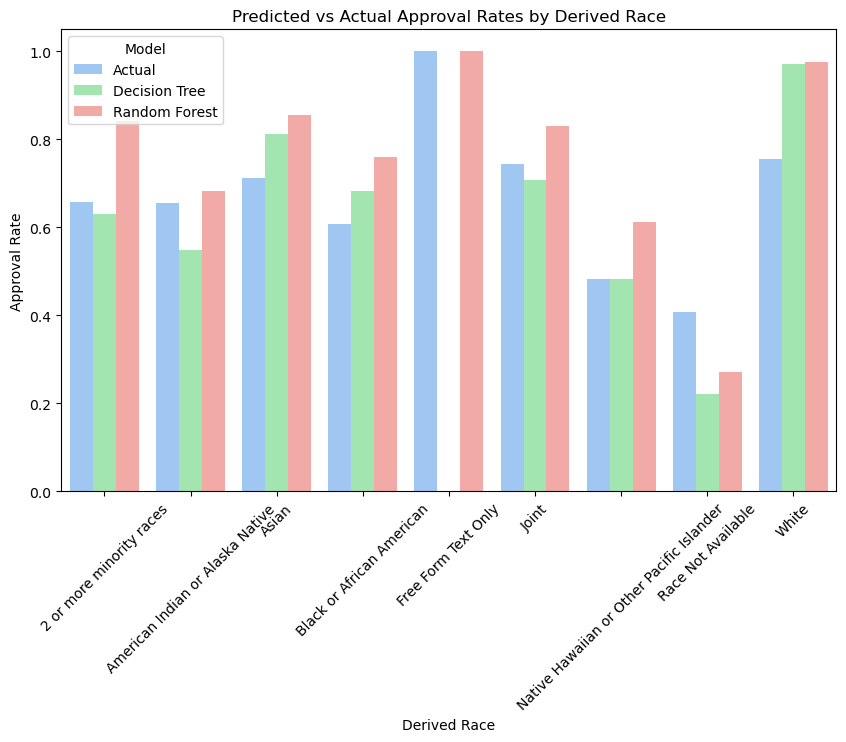 Predicted vs Actual Approval Rates by Derived Race
Model
Actual
Decision Tree
Random Forest
Approval Rate
1.0
0.8
0.6
0.4
0.2
0.0
2 or more minority races
American Indian or Alaska Native
Asian
Black or African American
Free Form Text Only
Joint
Native Hawaiian or Other Pacific Islander
Race Not Available
White
Derived Race